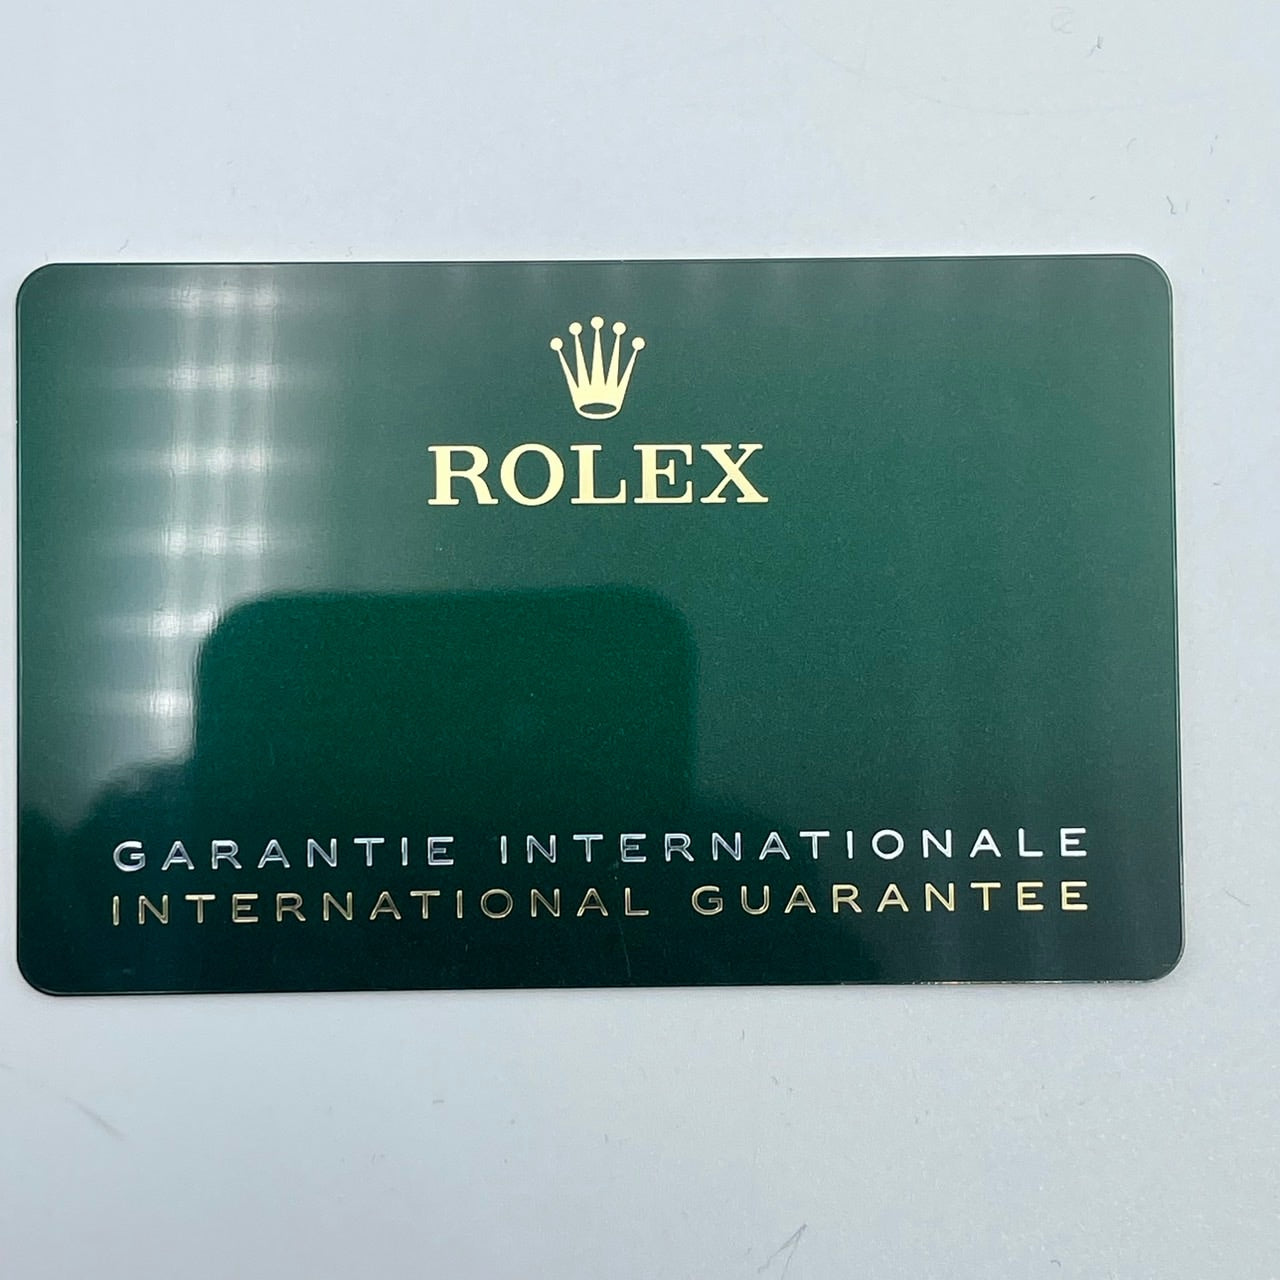 ROLEX
GARANTIE INTERNATIONALE
INTERNATIONAL GUARANTEE